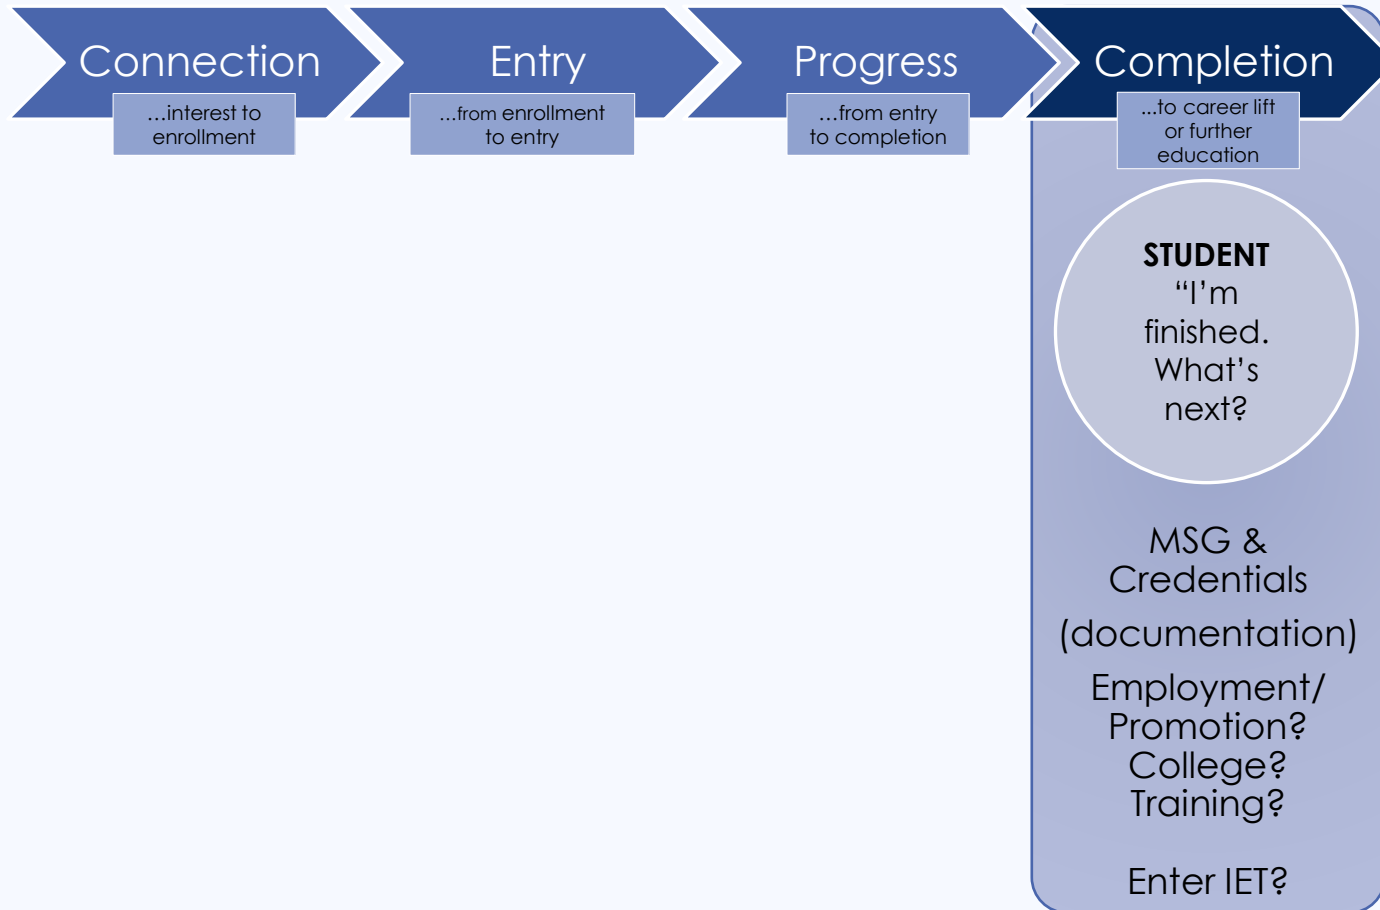 Connection
...interest to
enrollment
Entry
...from enrollment
to entry
Progress
...from entry
to completion
Completion
...to career lift
or further
education
STUDENT
“I’m
finished.
What’s
next?
MSG &
Credentials
(documentation)
Employment/
Promotion?
College?
Training?
Enter IET?